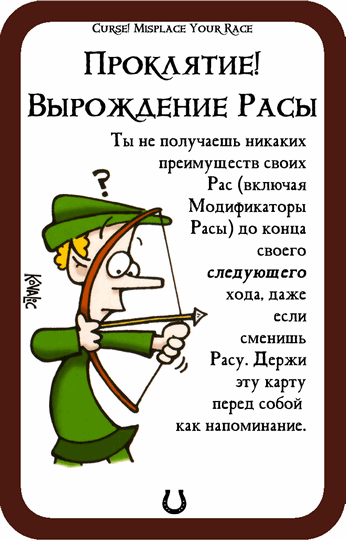 Curse! Misplace Your Race
Проклятие!
Вырождение Расы
Ты не получаешь никаких
преимуществ своих
Рас (включая
Модификаторы
Расы) до конца
своего
следующего
хода, даже
если
сменишь
Расу. Держи
эту карту
перед собой
как напоминание.
?
Kovalic